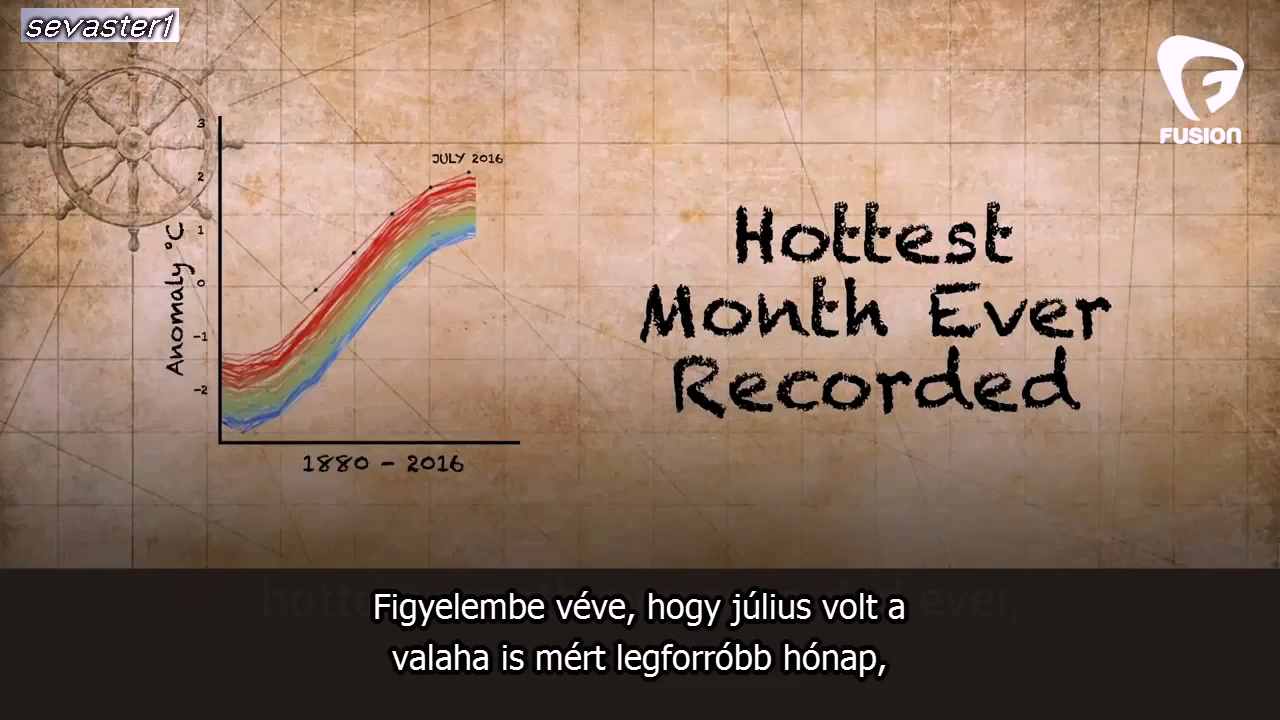 sevaster1
FUSION
3
2
1
0
-1
-2
Anomaly °C
JULY 2016
1880 - 2016
Hottest
Month Ever
Recorded
Figyelembe véve, hogy július volt a
valaha is mért legforróbb hónap,